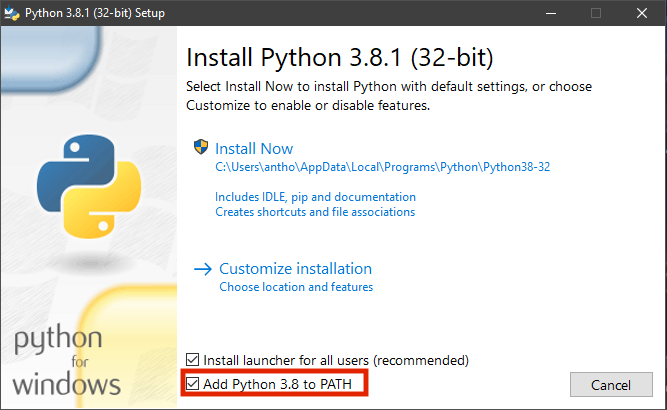 Python 3.8.1 (32-bit) Setup
Install Python 3.8.1 (32-bit)
Select Install Now to install Python with default settings, or choose
Customize to enable or disable features.
Install Now
C:\Users\antho\AppData\Local\Programs\Python\Python38-32
Includes IDLE, pip and documentation
Creates shortcuts and file associations
Customize installation
Choose location and features
python
for
windows
Install launcher for all users (recommended)
Add Python 3.8 to PATH
Cancel